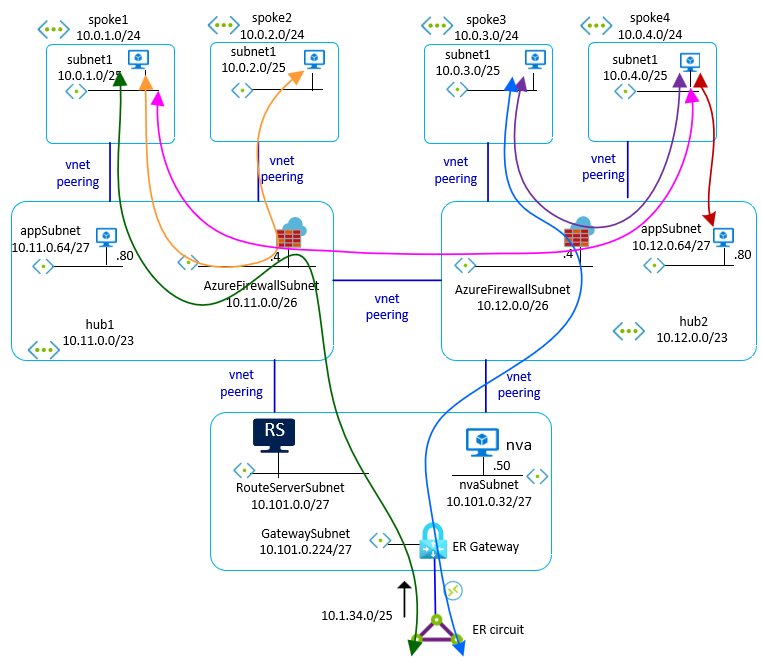 spoke1
10.0.1.0/24
spoke2
10.0.2.0/24
spoke3
10.0.3.0/24
spoke4
10.0.4.0/24
subnet1
10.0.1.0/25
subnet1
10.0.2.0/25
subnet1
10.0.3.0/25
subnet1
10.0.4.0/25
vnet
peering
vnet
peering
vnet
peering
vnet
peering
appSubnet
10.11.0.64/27
.80
.4
AzureFirewallSubnet
10.11.0.0/26
hub1
10.11.0.0/23
.4
AzureFirewallSubnet
10.12.0.0/26
appSubnet
10.12.0.64/27
.80
hub2
10.12.0.0/23
vnet
peering
vnet
peering
vnet
peering
RS
RouteServerSubnet
10.101.0.0/27
nva
.50
nvaSubnet
10.101.0.32/27
GatewaySubnet
10.101.0.224/27
ER Gateway
10.1.34.0/25
ER circuit